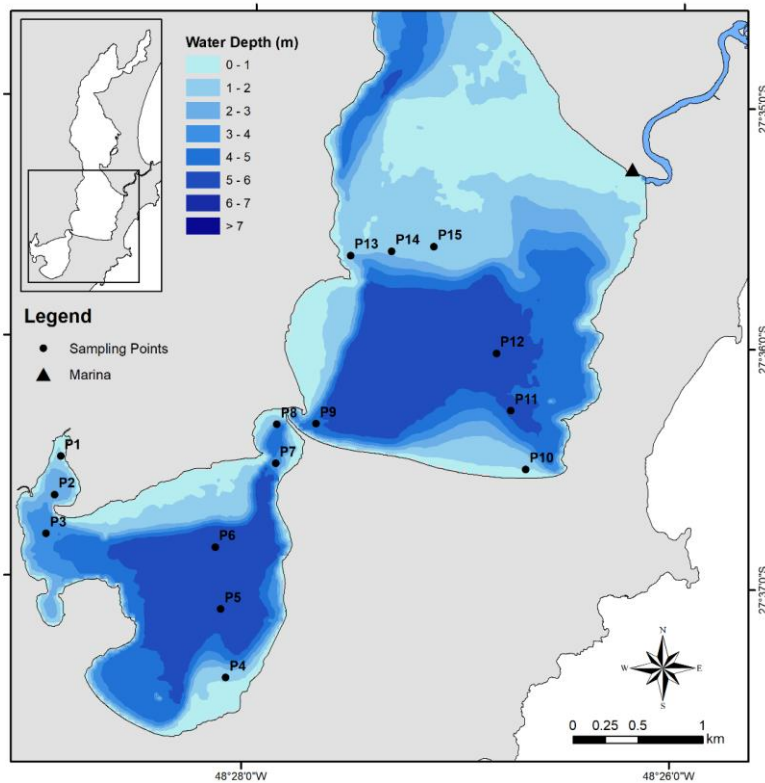 Water Depth (m)
0 - 1
1 - 2
2 - 3
3 - 4
4 - 5
5 - 6
6 - 7
> 7
Legend
Sampling Points
Marina
P13
P14
P15
P12
P11
P10
P8
P9
P7
P1
P2
P3
P6
P5
P4
27°35'0"S
27°36'0"S
27°37'0"S
N
W
E
S
0 0.25 0.5 1
km
48°28'0"W
48°26'0"W